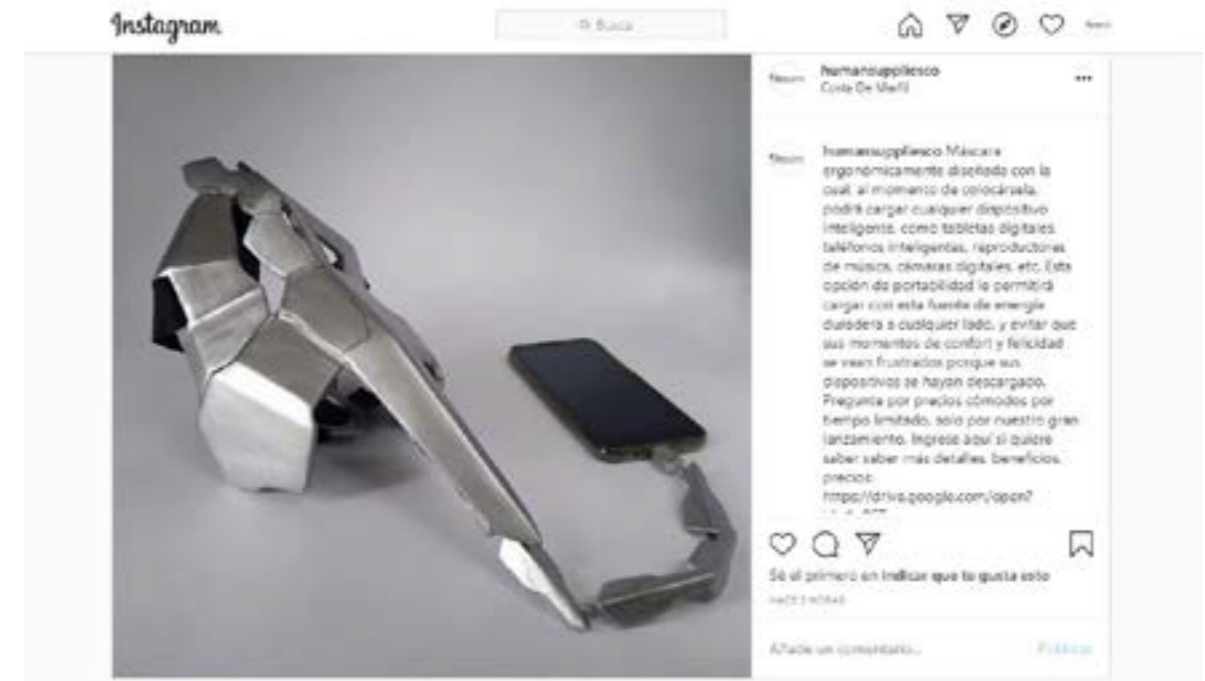 Instagram
Busca
humansuppliesco
Costa De Marfil
humansuppliesco Máscara
ergonómicamente diseñada con la
cual, al momento de colocársela,
podrá cargar cualquier dispositivo
inteligente, como tabletas digitales,
teléfonos inteligentes, reproductores
de música, cámaras digitales, etc. Esta
opción de portabilidad le permitirá
cargar con esta fuente de energía
duradera a cualquier lado, y evitar que
sus momentos de confort y felicidad
se vean frustrados porque sus
dispositivos se hayan descargado.
Pregunte por precios cómodos por
tiempo limitado, solo por nuestro gran
lanzamiento. Ingrese aquí si quiere
saber saber más detalles, beneficios,
precios:
https://drive.google.com/open?
Sé el primero en indicar que te gusta esto
HORAS
Añade un comentario...
Publicar